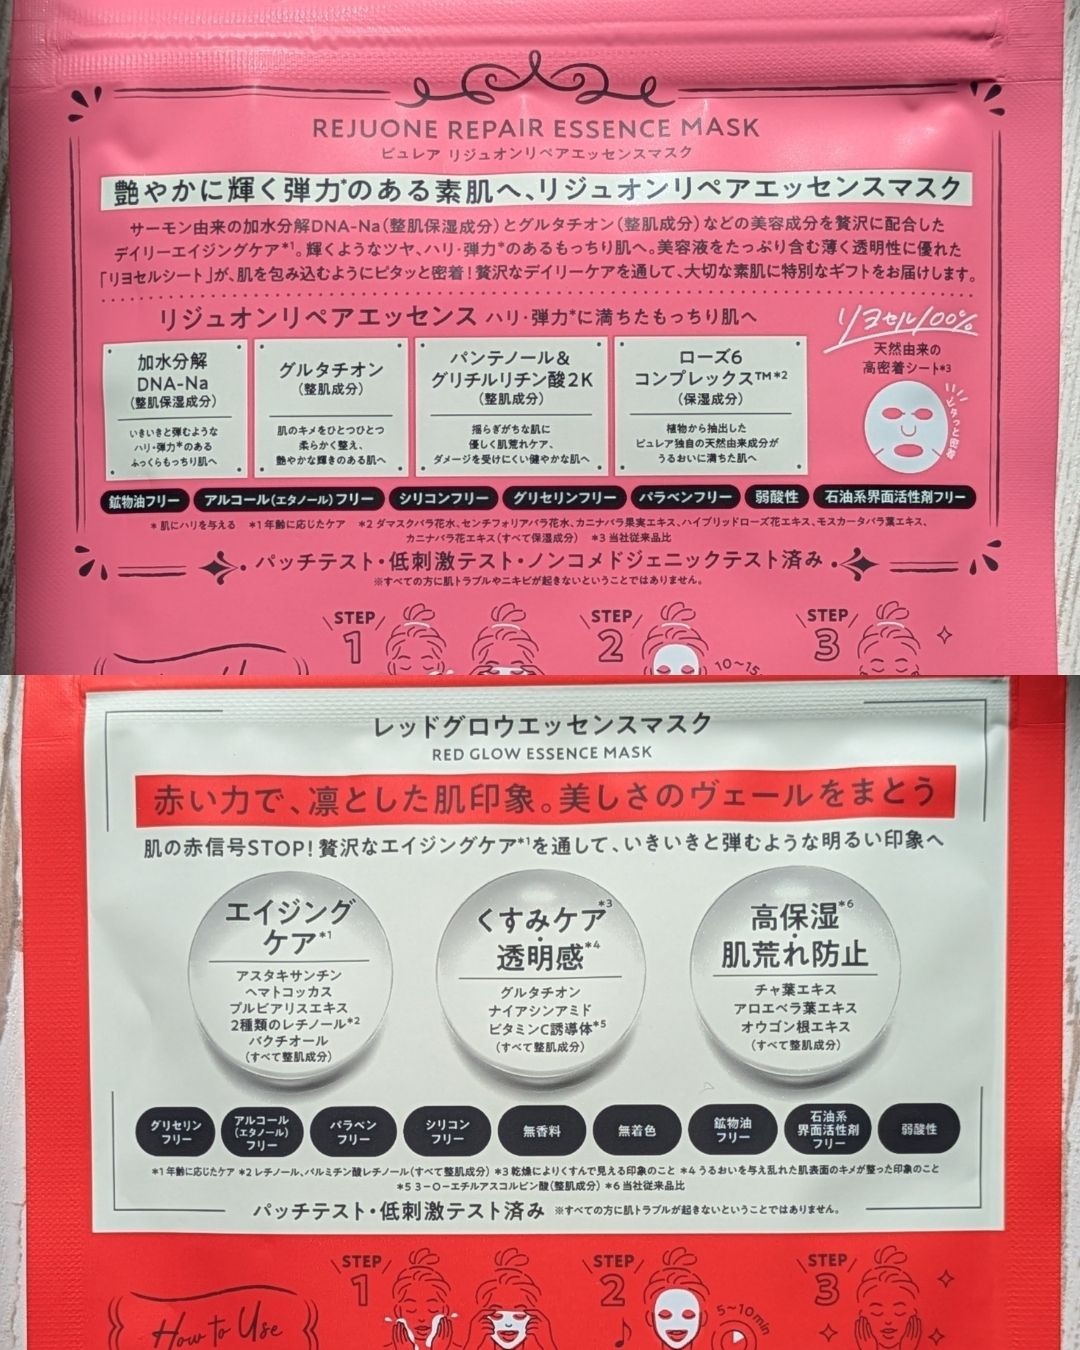 REJUONE REPAIR ESSENCE MASK
ピュレア リジュオンリペアエッセンスマスク
艶やかに輝く弾力*のある素肌へ、リジュオンリペアエッセンスマスク
サーモン由来の加水分解DNA-Na(整肌保湿成分)とグルタチオン(整肌成分)などの美容成分を贅沢に配合した
デイリーエイジングケア*1。輝くようなツヤ、ハリ・弾力*のあるもっちり肌へ。美容液をたっぷり含む薄く透明性に優れた
「リヨセルシート」が、肌を包み込むようにピタッと密着!贅沢なデイリーケアを通して、大切な素肌に特別なギフトをお届けします。
リジュオンリペアエッセンス ハリ・弾力*に満ちたもっちり肌へ
加水分解
DNA-Na
(整肌保湿成分)
いきいきと弾むような
ハリ・弾力*のある
ふっくらもっちり肌へ
グルタチオン
(整肌成分)
肌のキメをひとつひとつ
柔らかく整え、
艶やかな輝きのある肌へ
パンテノール&
グリチルリチン酸2K
(整肌成分)
揺らぎがちな肌に
優しく肌荒れケア、
ダメージを受けにくい健やかな肌へ
ローズ6
コンプレックス™*2
(保湿成分)
植物から抽出した
ピュレア独自の天然由来成分が
うるおいに満ちた肌へ
リヨセル100%
天然由来の
高密着シート*3
ピタっと密着
鉱物油フリー アルコール(エタノール)フリー シリコンフリー グリセリンフリー パラベンフリー 弱酸性 石油系界面活性剤フリー
*肌にハリを与える *1 年齢に応じたケア *2 ダマスクバラ花水、センチフォリアバラ花水、カニナバラ果実エキス、ハイブリッドローズ花エキス、モスカータバラ葉エキス、
カニナバラ花エキス(すべて保湿成分) *3 当社従来品比
パッチテスト・低刺激テスト・ノンコメドジェニックテスト済み
※すべての方に肌トラブルやニキビが起きないということではありません。
STEP 1
STEP 2
10~15
STEP 3
レッドグロウエッセンスマスク
RED GLOW ESSENCE MASK
赤い力で、凛とした肌印象。美しさのヴェールをまとう
肌の赤信号STOP!贅沢なエイジングケア*1を通して、いきいきと弾むような明るい印象へ
エイジング
ケア*1
アスタキサンチン
ヘマトコッカス
プルビアリスエキス
2種類のレチノール*2
バクチオール
(すべて整肌成分)
くすみケア*3
・
透明感*4
グルタチオン
ナイアシンアミド
ビタミンC誘導体*5
(すべて整肌成分)
高保湿*6
・
肌荒れ防止
チャ葉エキス
アロエベラ葉エキス
オウゴン根エキス
(すべて整肌成分)
グリセリン
フリー
アルコール
(エタノール)
フリー
パラベン
フリー
シリコン
フリー
無香料
無着色
鉱物油
フリー
石油系
界面活性剤
フリー
弱酸性
*1 年齢に応じたケア *2 レチノール、パルミチン酸レチノール(すべて整肌成分) *3 乾燥によりくすんで見える印象のこと *4 うるおいを与え乱れた肌表面のキメが整った印象のこと
*5 3-O-エチルアスコルビン酸(整肌成分) *6 当社従来品比
パッチテスト・低刺激テスト済み ※すべての方に肌トラブルが起きないということではありません。
How to Use
STEP 1
STEP 2
5~10min
STEP 3